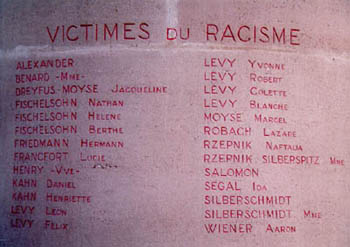 VICTIMES DU RACISME
ALEXANDER
BENARD -Mme-
DREYFUS-MOYSE JACQUELINE
FISCHELSOHN NATHAN
FISCHELSOHN HELENE
FISCHELSOHN BERTHE
FRIEDMANN HERMANN
FRANCFORT LUCIE
HENRY -Vve-
KAHN DANIEL
KAHN HENRIETTE
LEVY LEON
LEVY FELIX
LEVY YVONNE
LEVY ROBERT
LEVY COLETTE
LEVY BLANCHE
MOYSE MARCEL
ROBACH LAZARE
RZEPNIK NAFTALIA
RZEPNIK SILBERSPITZ Mme
SALOMON
SEGAL IDA
SILBERSCHMIDT
SILBERSCHMIDT Mme
WIENER AARON